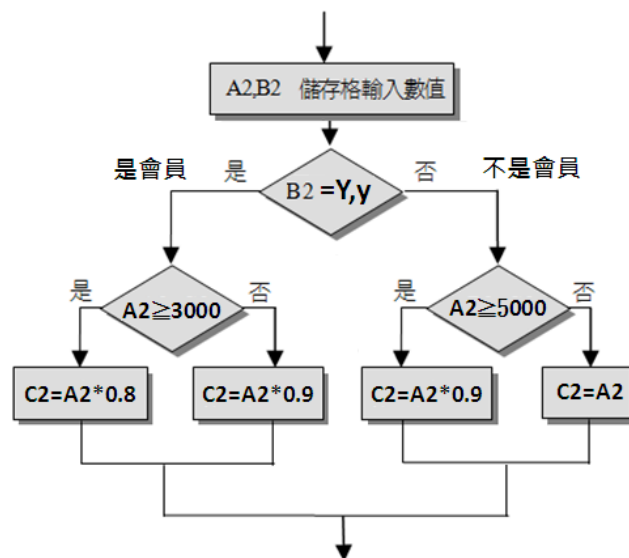 A2,B2 儲存格輸入數值
是會員 是 B2 =Y,y 否 不是會員
是 A2≧3000 否 是 A2≧5000 否
C2=A2*0.8 C2=A2*0.9 C2=A2*0.9 C2=A2